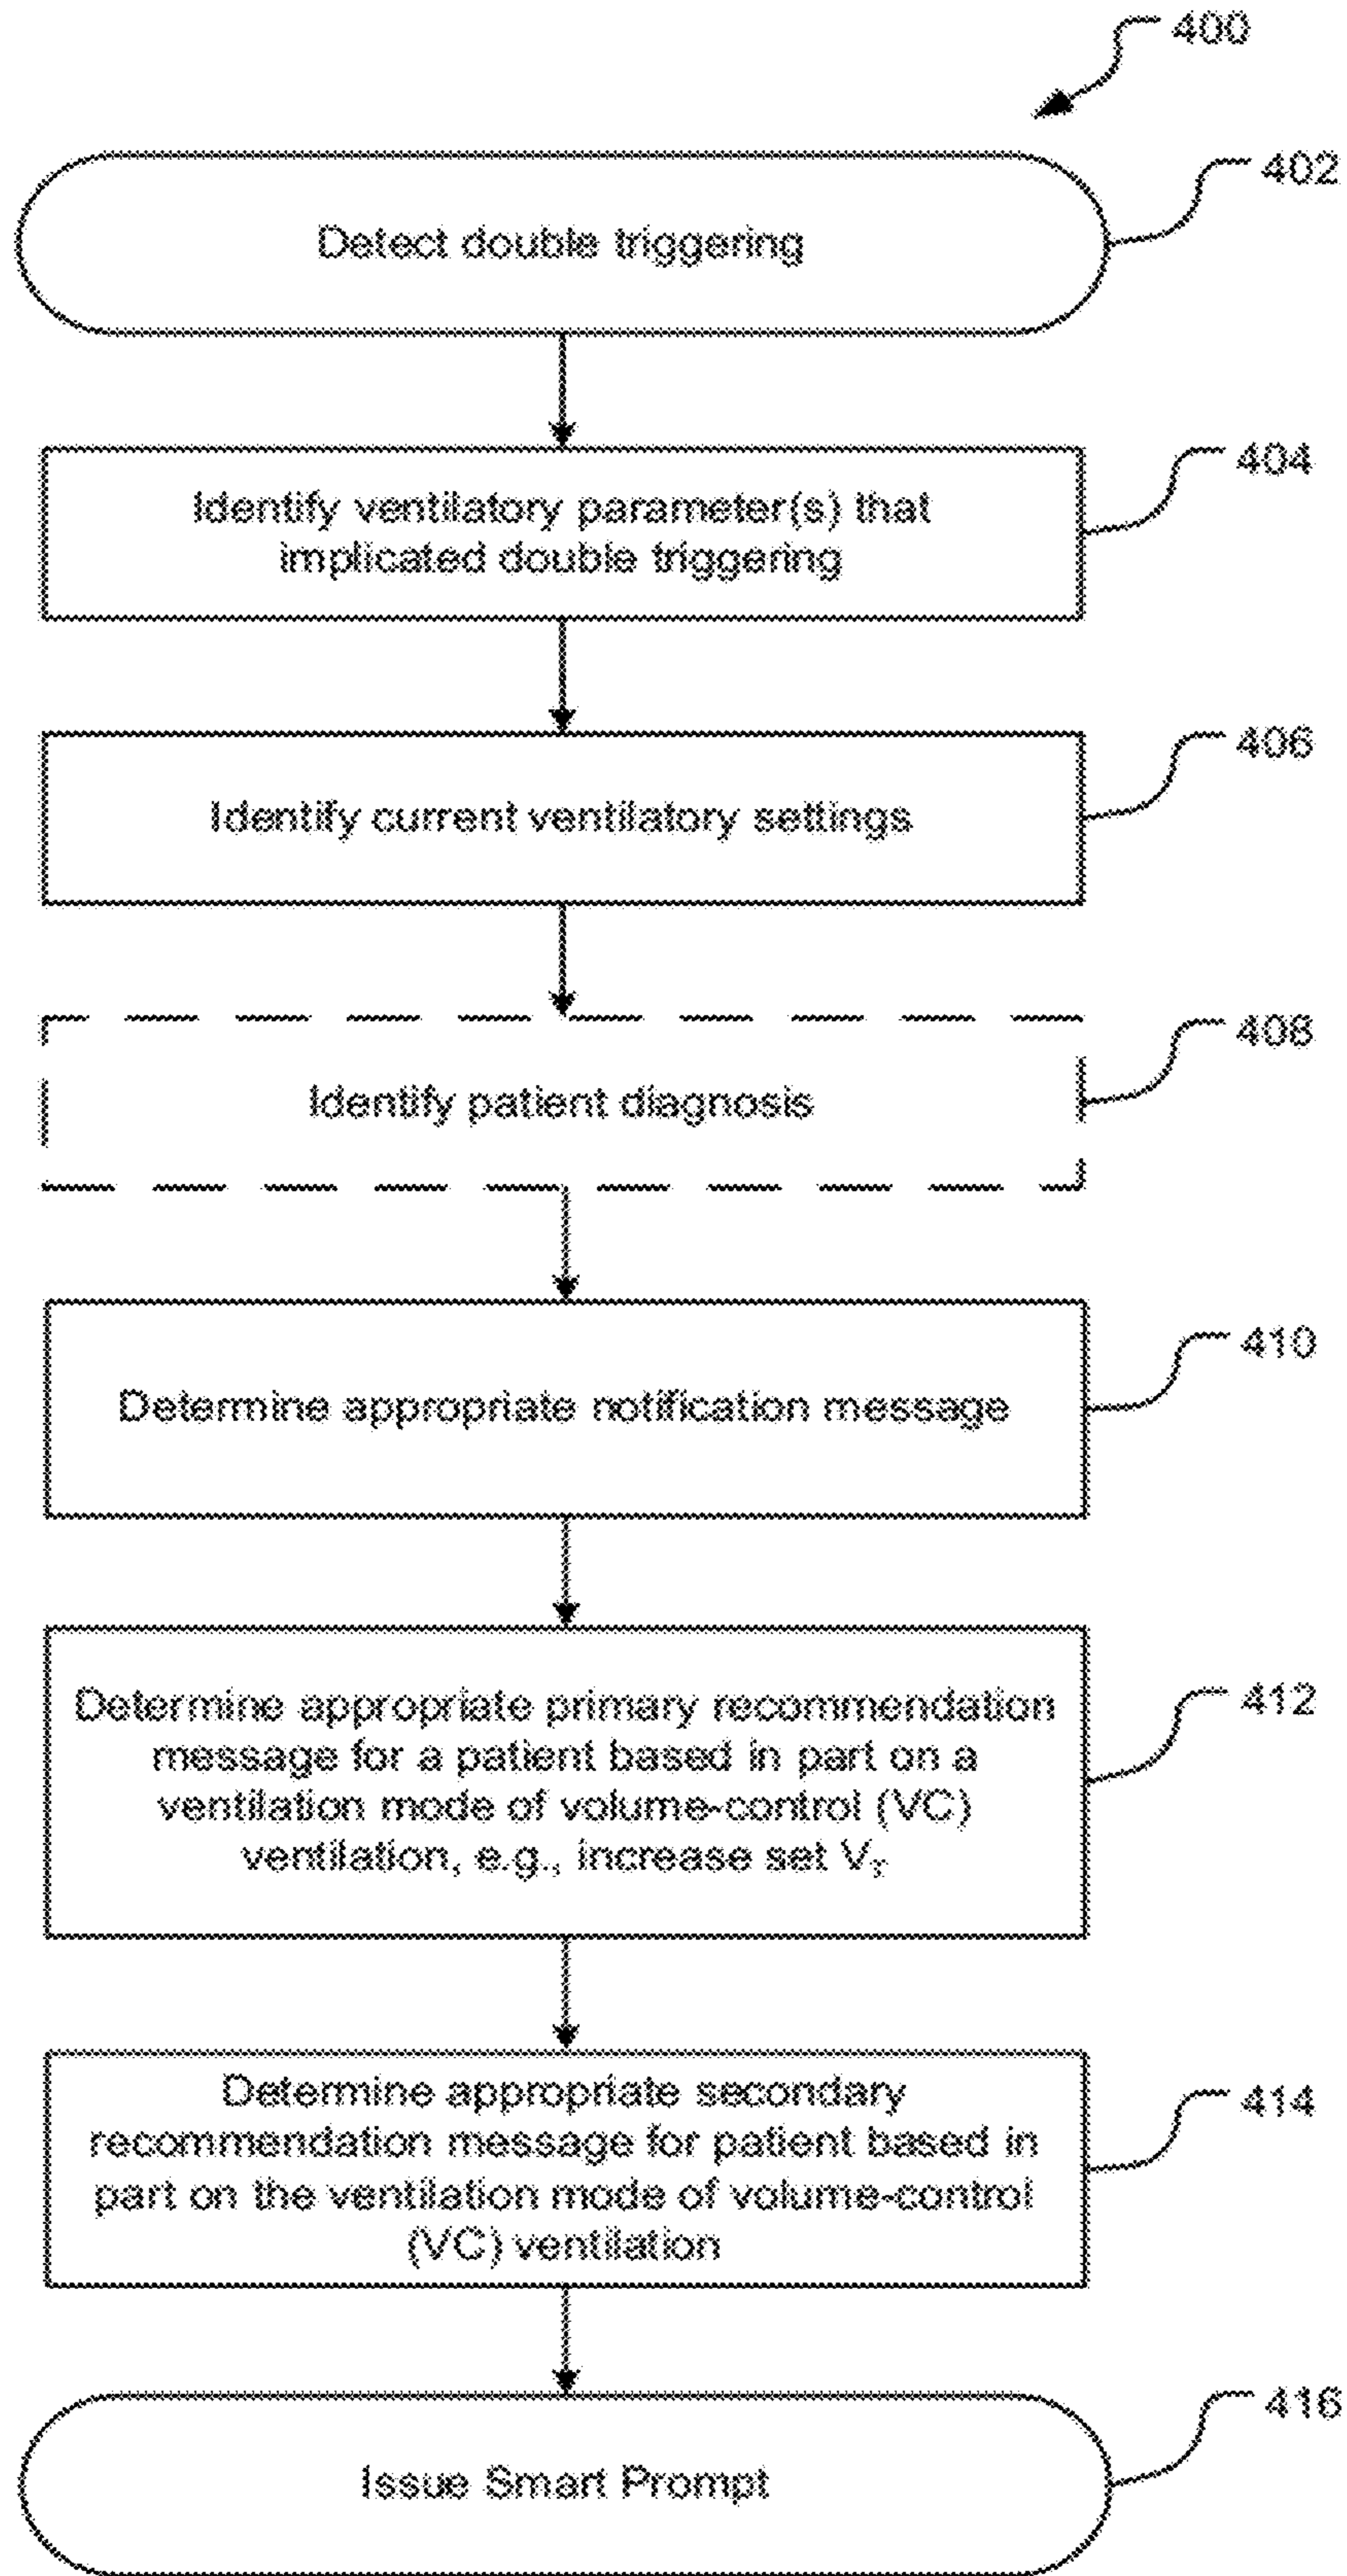 400
402
Detect double triggering
404
Identify ventilatory parameter(s) that
implicated double triggering
406
Identify current ventilatory settings
408
Identify patient diagnosis
410
Determine appropriate notification message
412
Determine appropriate primary recommendation
message for a patient based in part on a
ventilation mode of volume-control (VC)
ventilation, e.g., increase set V_T
414
Determine appropriate secondary
recommendation message for patient based in
part on the ventilation mode of volume-control
(VC) ventilation
416
Issue Smart Prompt